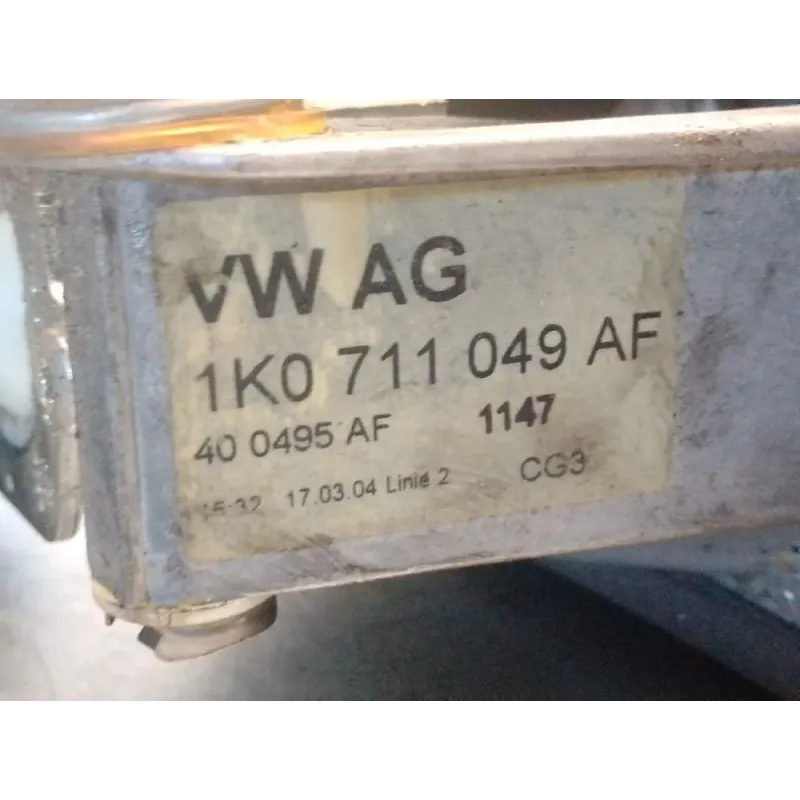 VW AG
1K0 711 049 AF
40 0495 AF 1147
15:32 17.03.04 Linie 2 CG3